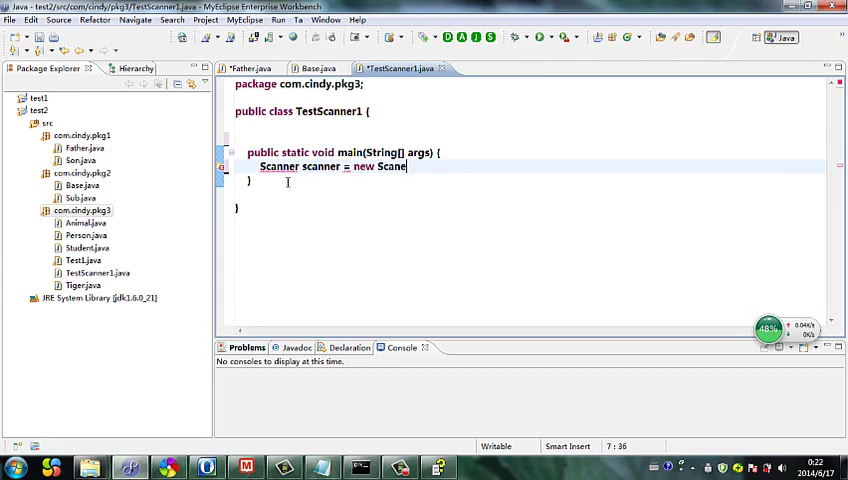 Java - test2/src/com/cindy/pkg3/TestScanner1.java - MyEclipse Enterprise Workbench
File Edit Source Refactor Navigate Search Project MyEclipse Run Ta Window Help
Java
Package Explorer Hierarchy
*Father.java Base.java *TestScanner1.java
test1
test2
src
com.cindy.pkg1
Father.java
Son.java
com.cindy.pkg2
Base.java
Sub.java
com.cindy.pkg3
Animal.java
Person.java
Student.java
Test1.java
TestScanner1.java
Tiger.java
JRE System Library [jdk1.6.0_21]
package com.cindy.pkg3;
public class TestScanner1 {
public static void main(String[] args) {
Scanner scanner = new Scane
}
}
48%
0.04K/s
0K/s
Problems Javadoc Declaration Console
No consoles to display at this time.
Writable Smart Insert 7 : 36
0:22
2014/6/17